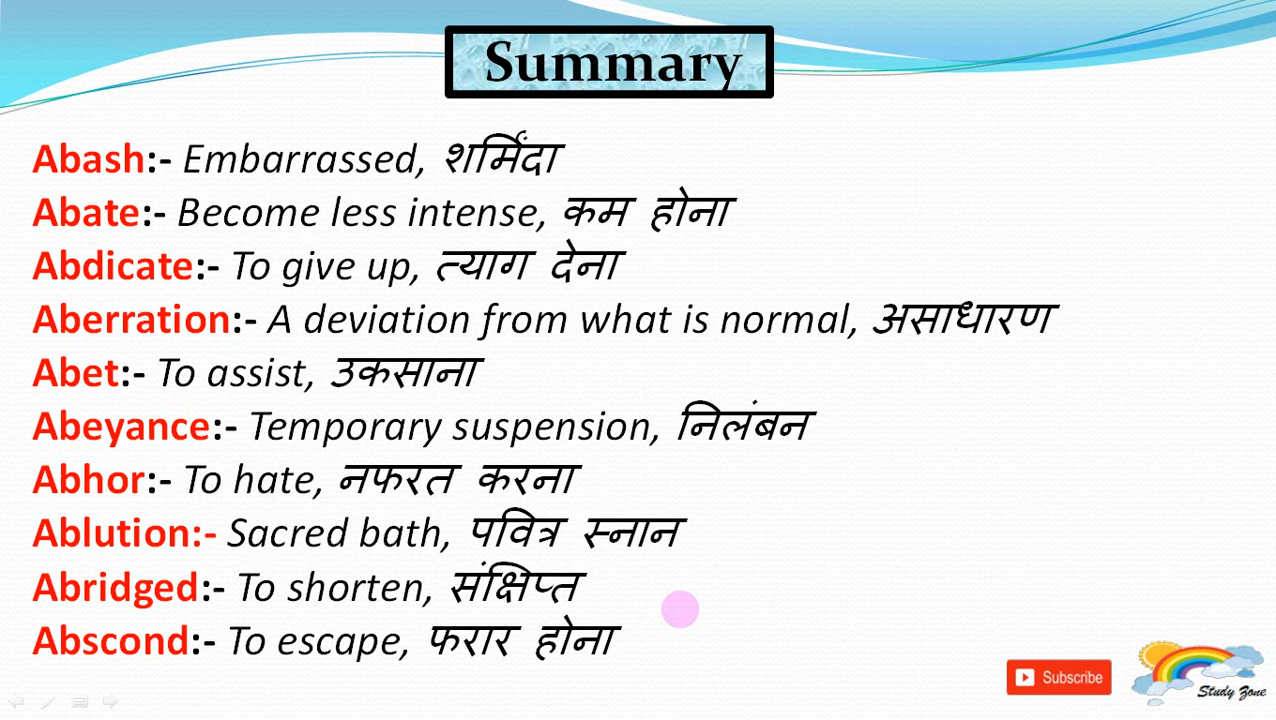 Summary
Abash:- Embarrassed, शर्मिंदा
Abate:- Become less intense, कम होना
Abdicate:- To give up, त्याग देना
Aberration:- A deviation from what is normal, असाधारण
Abet:- To assist, उकसाना
Abeyance:- Temporary suspension, निलंबन
Abhor:- To hate, नफरत करना
Ablution:- Sacred bath, पवित्र स्नान
Abridged:- To shorten, संक्षिप्त
Abscond:- To escape, फरार होना
Subscribe
Study Zone